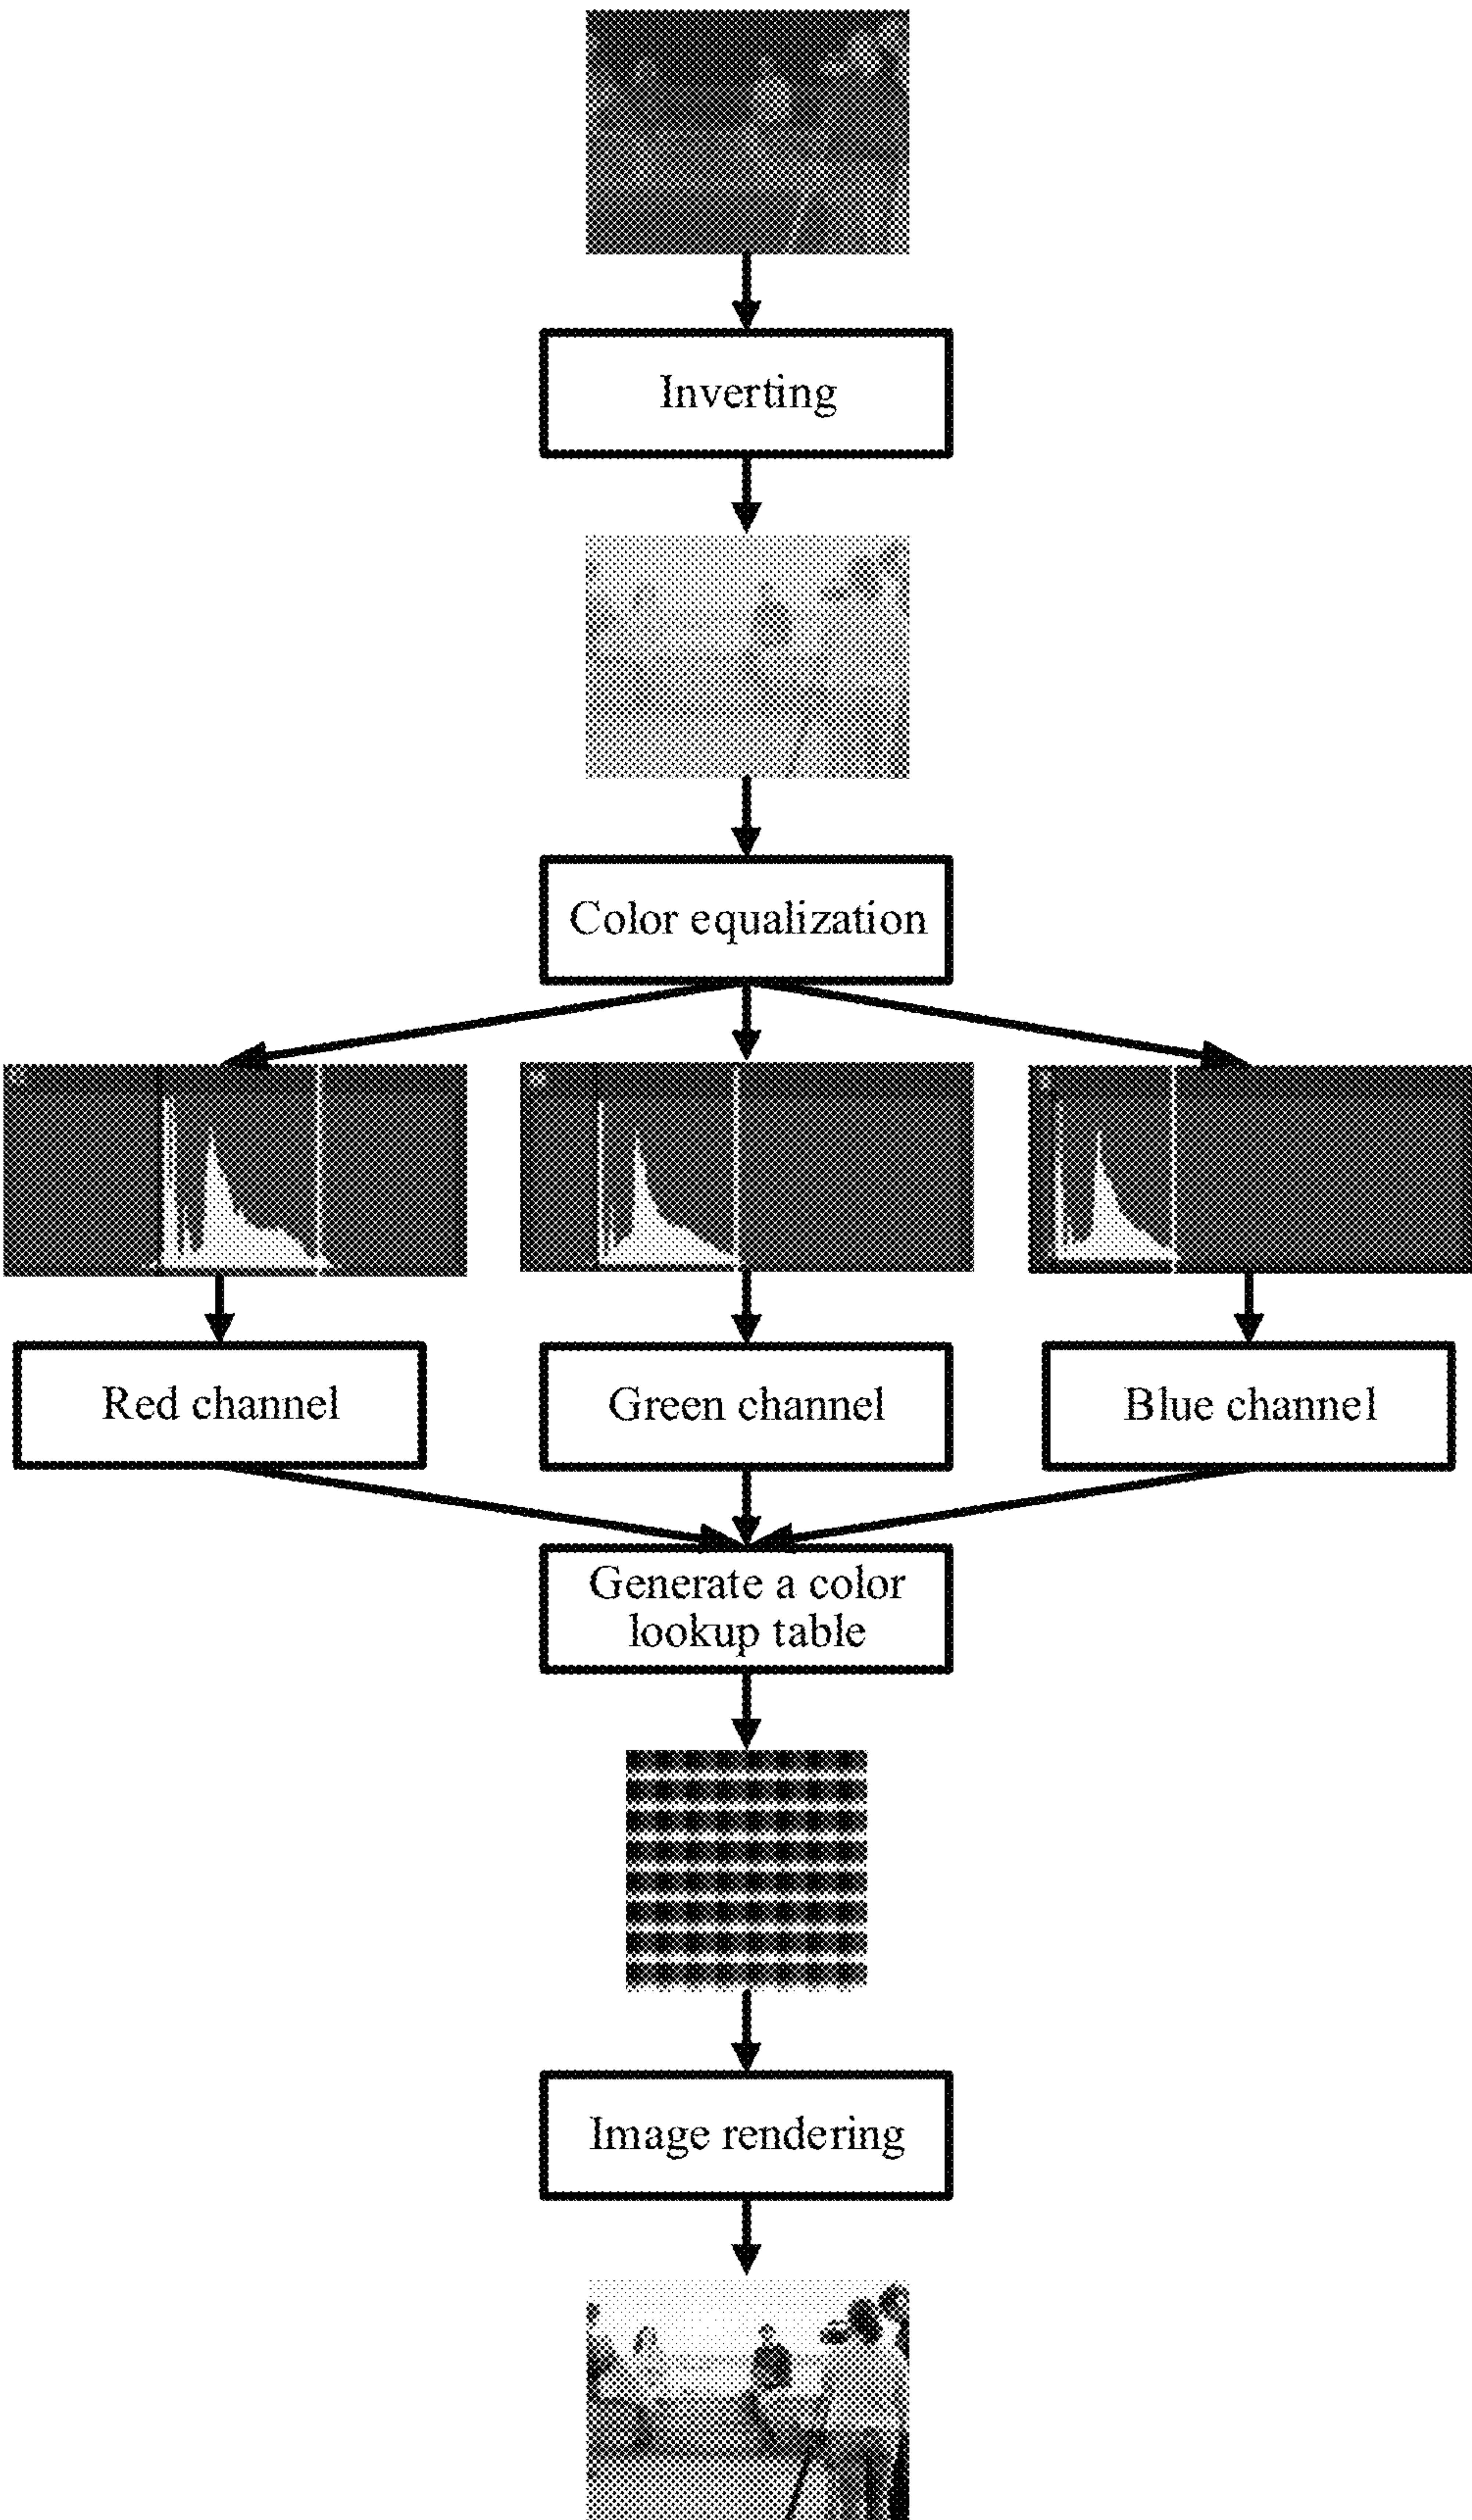 Inverting
Color equalization
Red channel
Green channel
Blue channel
Generate a color
lookup table
Image rendering